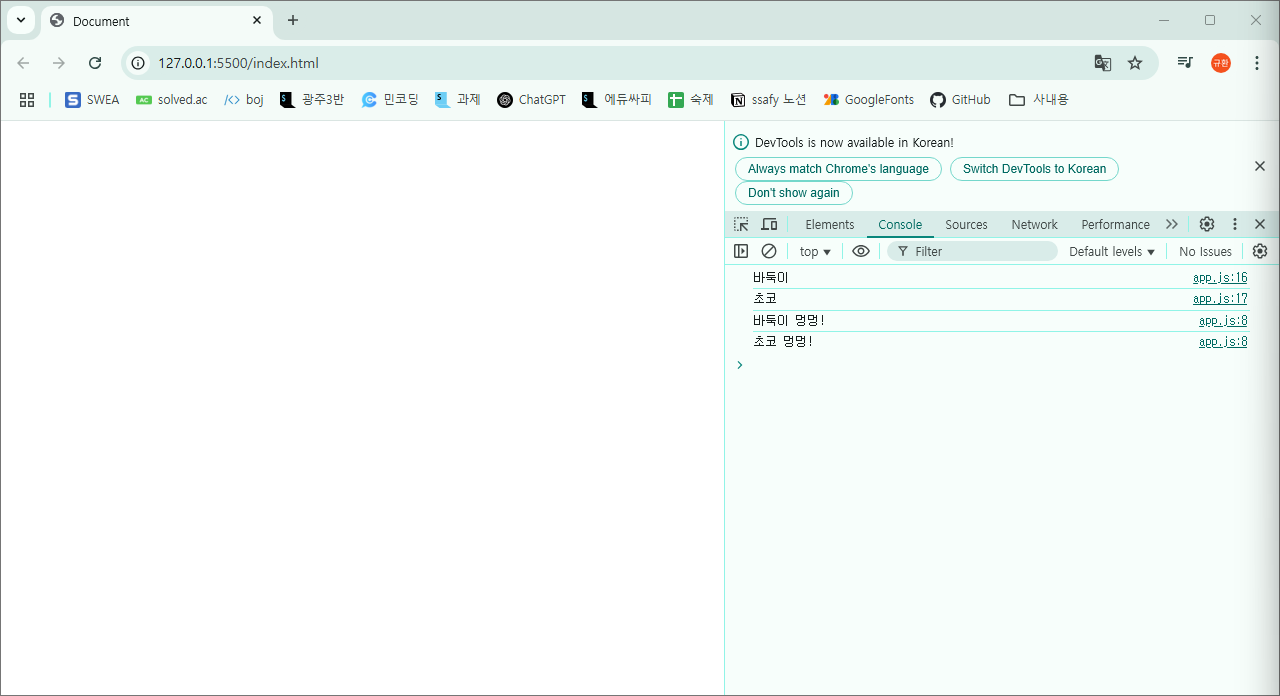 Document
127.0.0.1:5500/index.html
규환
SWEA
AC solved.ac
boj
광주3반
민코딩
과제
ChatGPT
에듀싸피
숙제
ssafy 노션
GoogleFonts
GitHub
사내용
DevTools is now available in Korean!
Always match Chrome's language
Switch DevTools to Korean
Don't show again
Elements
Console
Sources
Network
Performance
top
Filter
Default levels
No Issues
바둑이 app.js:16
초코 app.js:17
바둑이 멍멍! app.js:8
초코 멍멍! app.js:8